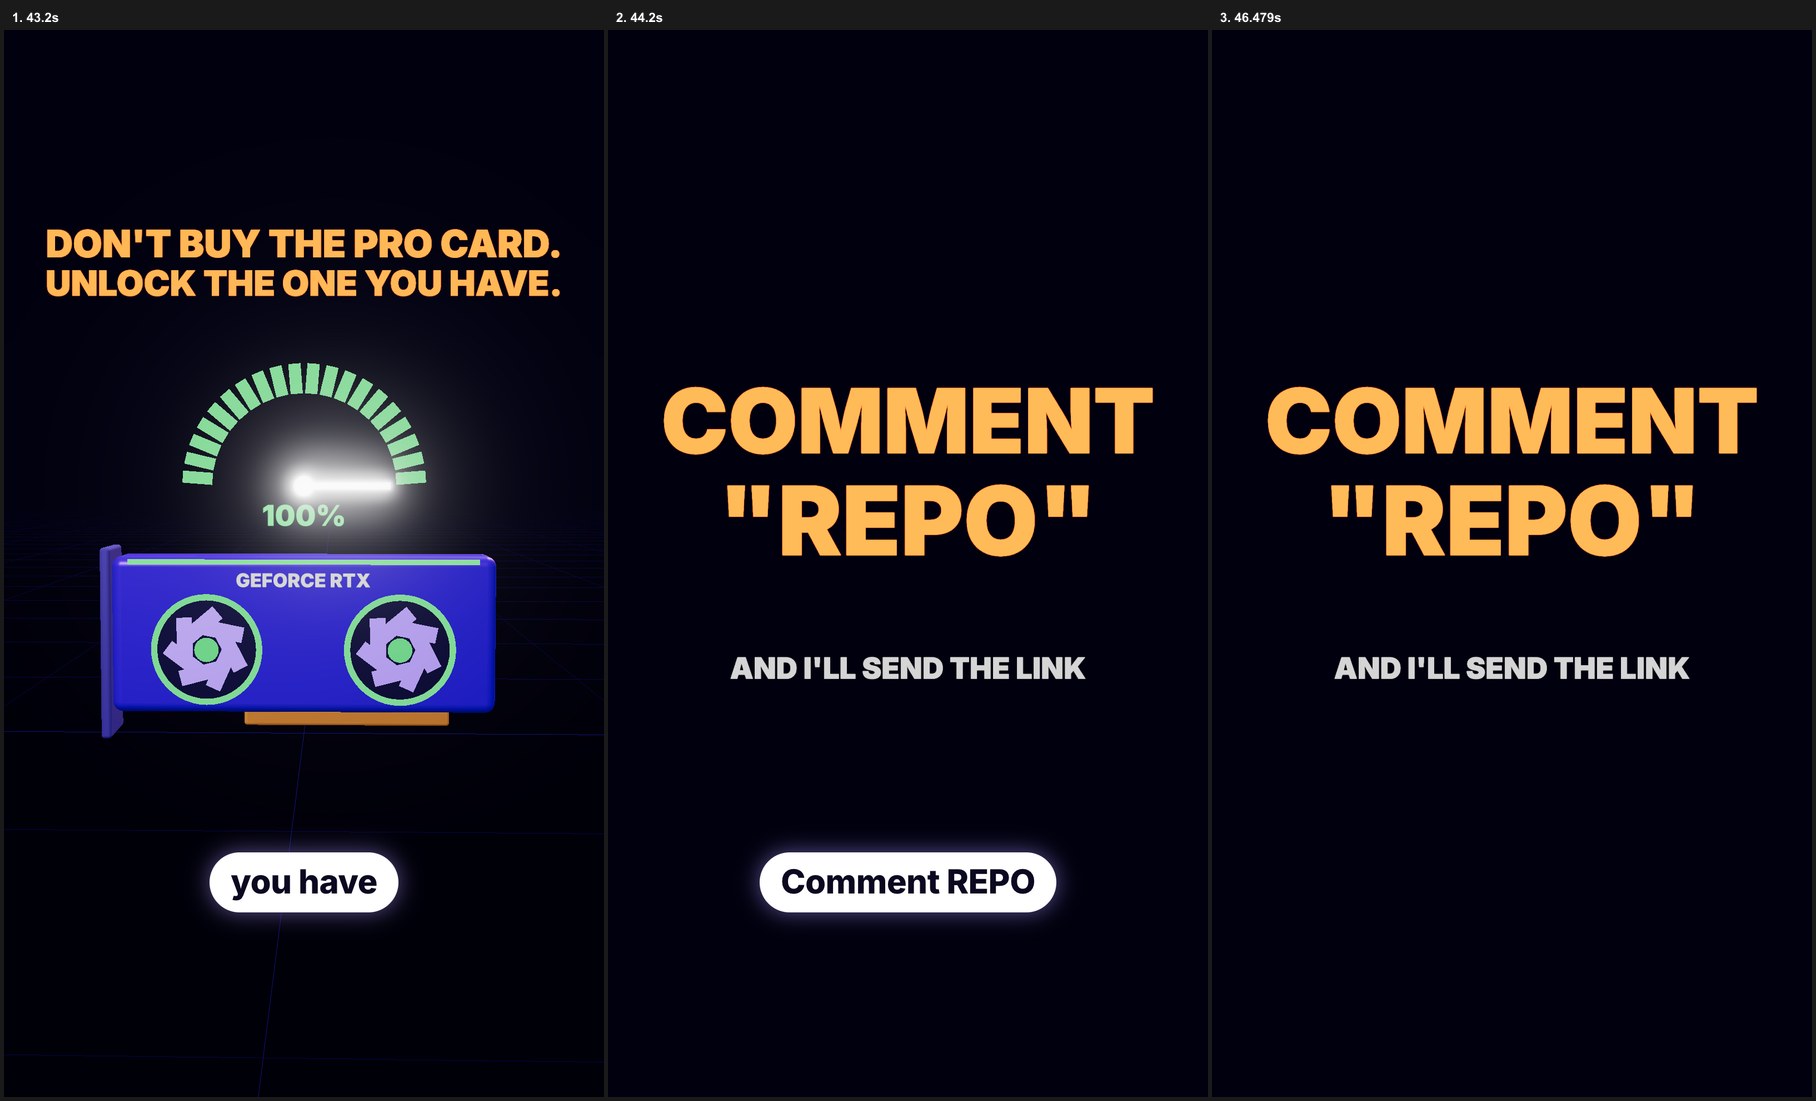 1. 43.2s
DON'T BUY THE PRO CARD.
UNLOCK THE ONE YOU HAVE.
100%
GEFORCE RTX
you have
2. 44.2s
COMMENT
"REPO"
AND I'LL SEND THE LINK
Comment REPO
3. 46.479s
COMMENT
"REPO"
AND I'LL SEND THE LINK